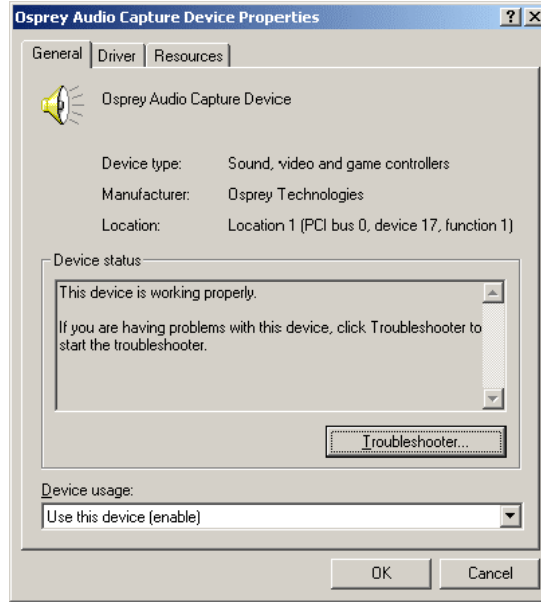 Osprey Audio Capture Device Properties
General Driver Resources
Osprey Audio Capture Device
Device type: Sound, video and game controllers
Manufacturer: Osprey Technologies
Location: Location 1 (PCI bus 0, device 17, function 1)
Device status
This device is working properly.
If you are having problems with this device, click Troubleshooter to
start the troubleshooter.
Troubleshooter...
Device usage:
Use this device (enable)
OK Cancel